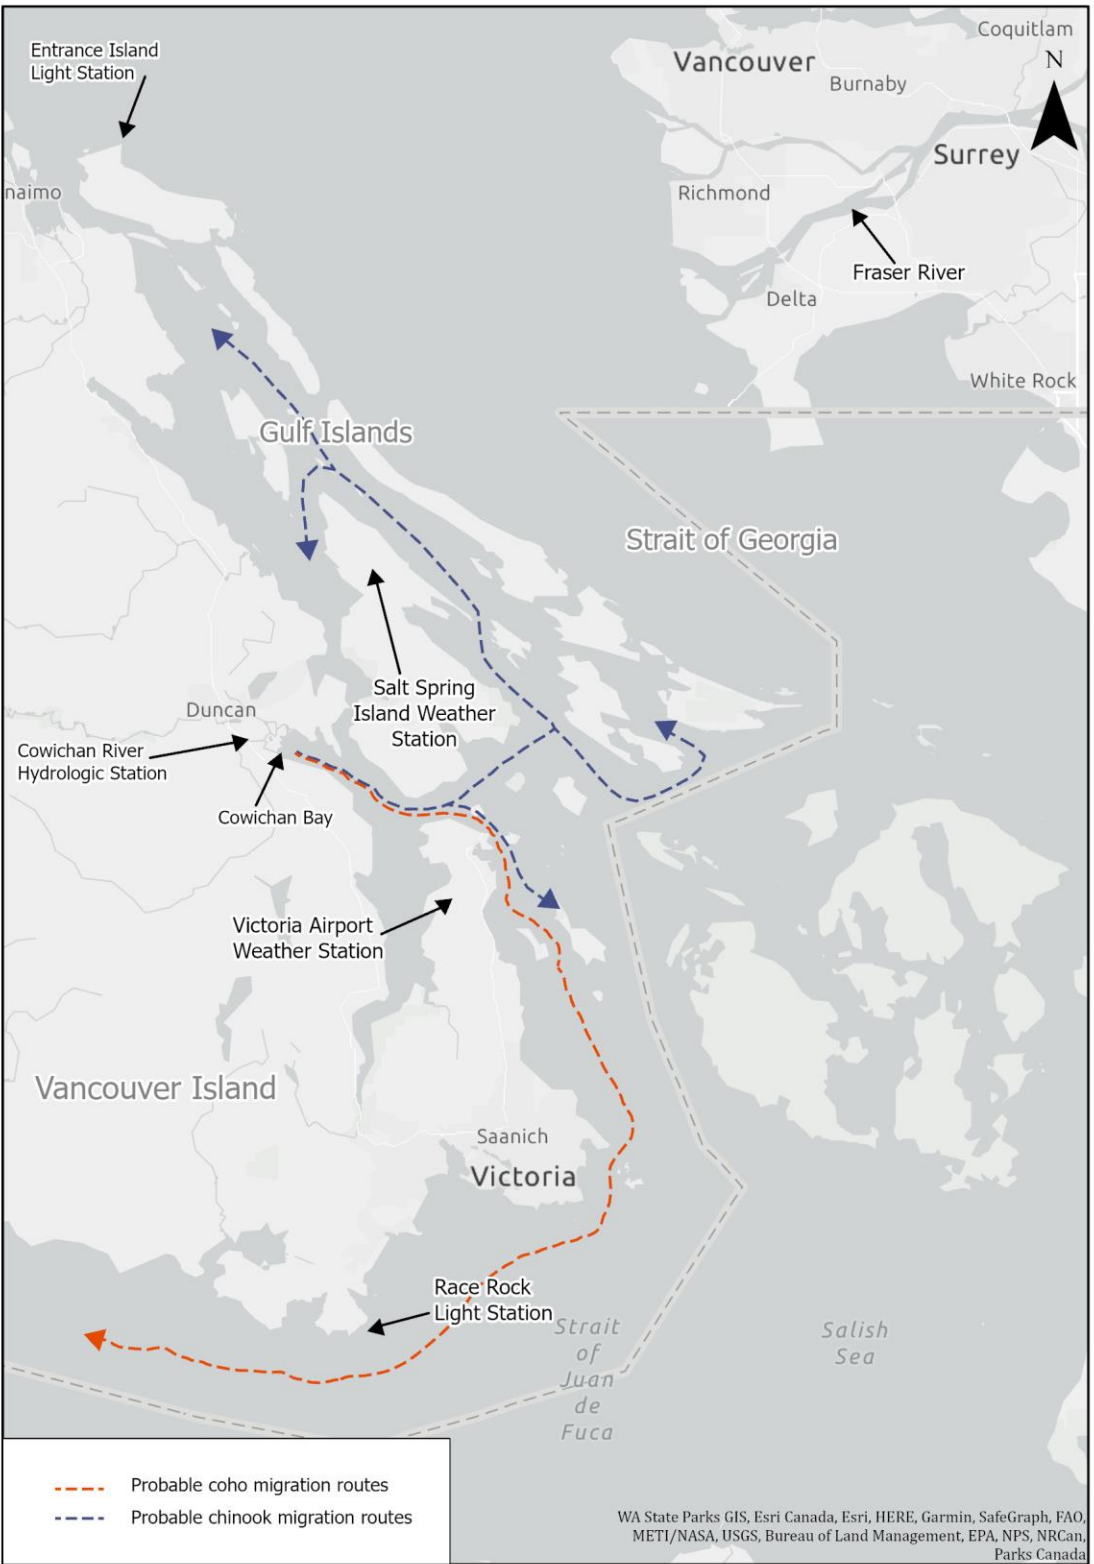 Entrance Island
Light Station
Coquitlam
N
Vancouver
Burnaby
Surrey
naimo
Richmond
Fraser River
Delta
White Rock
Gulf Islands
Strait of Georgia
Salt Spring
Island Weather
Station
Duncan
Cowichan River
Hydrologic Station
Cowichan Bay
Victoria Airport
Weather Station
Vancouver Island
Saanich
Victoria
Race Rock
Light Station
Strait
of
Juan
de
Fuca
Salish
Sea
Probable coho migration routes
Probable chinook migration routes
WA State Parks GIS, Esri Canada, Esri, HERE, Garmin, SafeGraph, FAO,
METI/NASA, USGS, Bureau of Land Management, EPA, NPS, NRCan,
Parks Canada